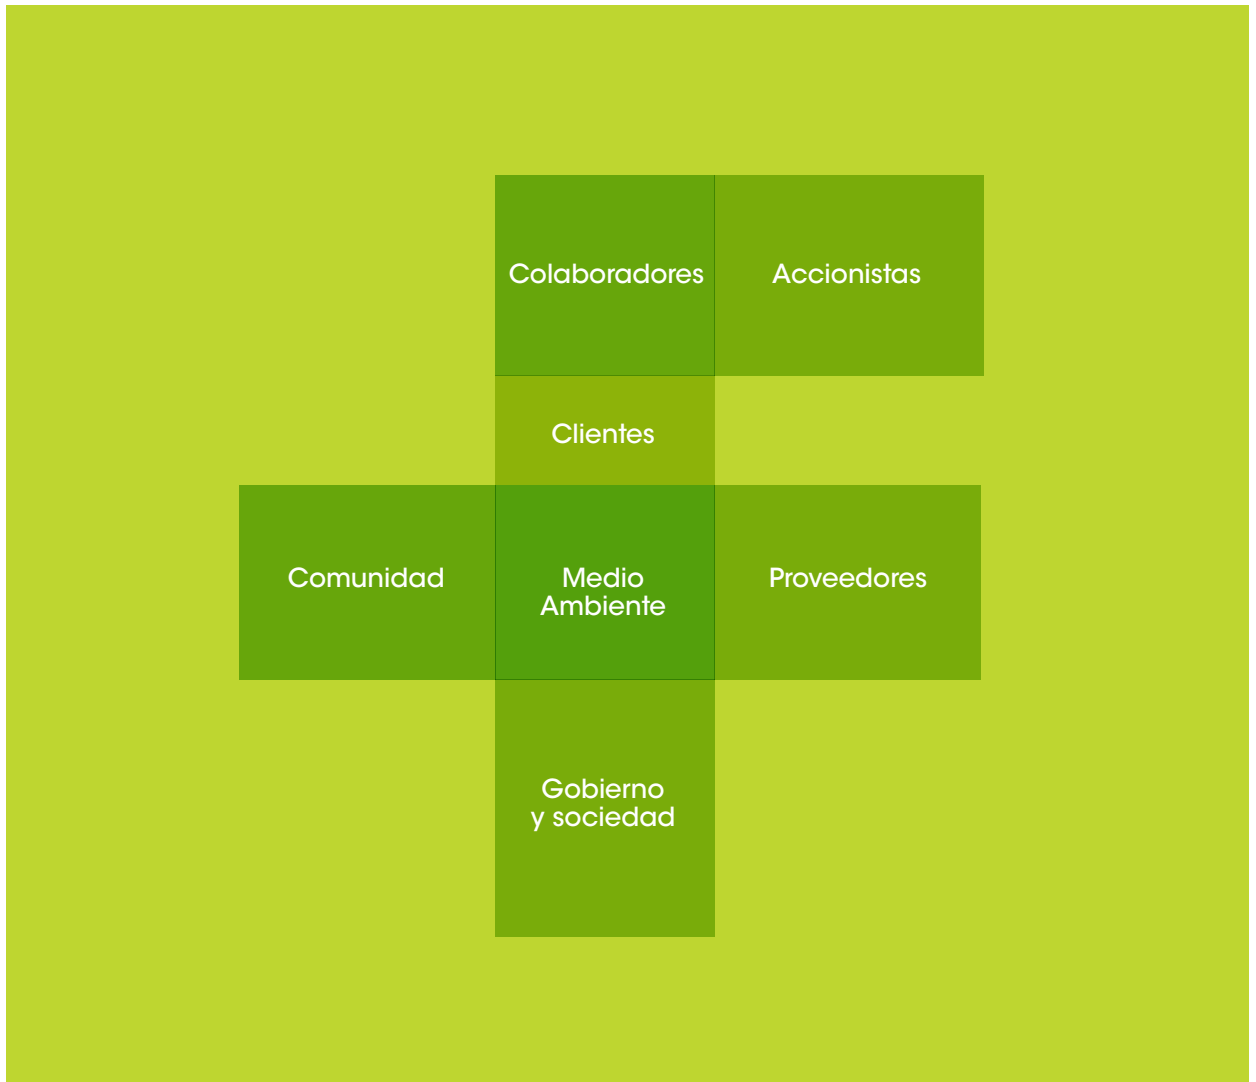 Colaboradores
Accionistas
Clientes
Comunidad
Medio
Ambiente
Proveedores
Gobierno
y sociedad